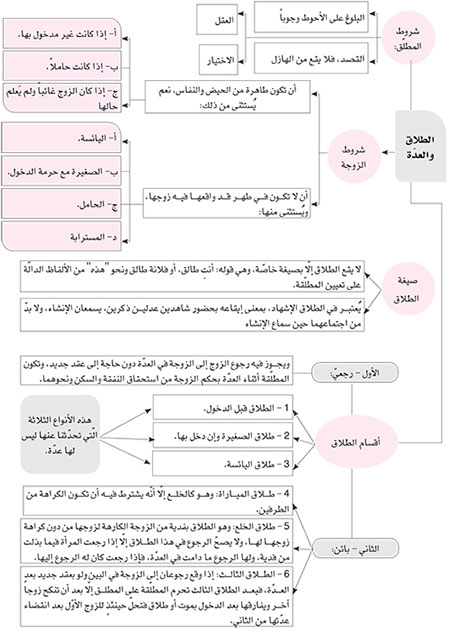 شروط
المطلّق:
البلوغ على الأحوط وجوباً
العقل
القصد، فلا يقع من الهازل
الاختيار
الطلاق
والعدّة
شروط
الزوجة
أن تكون طاهرة من الحيض والنفاس، نعم
يُستثنى من ذلك:
أ- إذا كانت غير مدخول بها.
ب- إذا كانت حاملاً.
ج- إذا كان الزوج غائباً ولم يُعلم
حالها
أن لا تكون في طهر قد واقعها فيه زوجها،
ويُستثنى منها:
أ- اليائسة.
ب- الصغيرة مع حرمة الدخول.
ج- الحامل.
د- المسترابة
صيغة
الطلاق
لا يقع الطلاق إلّا بصيغة خاصّة، وهي قوله: أنتِ طالق، أو فلانة طالق ونحو "هذه" من الألفاظ الدالّة
على تعيين المطلّقة.
يُعتبر في الطلاق الإشهاد، بمعنى إيقاعه بحضور شاهدين عدلين ذكرين، يسمعان الإنشاء، ولا بدّ
من اجتماعهما حين سماع الإنشاء
أقسام الطلاق
الأول - رجعيّ:
ويجوز فيه رجوع الزوج إلى الزوجة في العدّة دون حاجة إلى عقد جديد، وتكون
المطلّقة أثناء العدّة بحكم الزوجة من استحقاق النفقة والسكن ونحوهما.
1 - الطلاق قبل الدخول.
2 - طلاق الصغيرة وإن دخل بها.
3 - طلاق اليائسة.
هذه الأنواع الثلاثة
الّتي تحدّثنا عنها ليس
لها عدّة.
الثاني - بائن:
4 - طلاق المباراة: وهو كالخلع إلّا أنّه يشترط فيه أن تكون الكراهة من
الطرفين.
5 - طلاق الخلع: وهو الطلاق بفدية من الزوجة الكارهة لزوجها من دون كراهة
زوجها لها، ولا يصحّ الرجوع في هذا الطلاق إلّا إذا رجعت المرأة فيما بذلت
من فدية، ولها الرجوع ما دامت في العدّة، فإذا رجعت كان له الرجوع إليها.
6 - الطلاق الثالث: إذا وقع رجوعان إلى الزوجة في البين ولو بعقد جديد بعد
العدّة، فبعد الطلاق الثالث تحرم المطلّقة على المطلّق إلّا بعد أن تنكح زوجاً
آخر ويفارقها بعد الدخول بموت أو طلاق فتحلّ حينئذٍ للزوج الأوّل بعد انقضاء
عدّتها من الثاني.